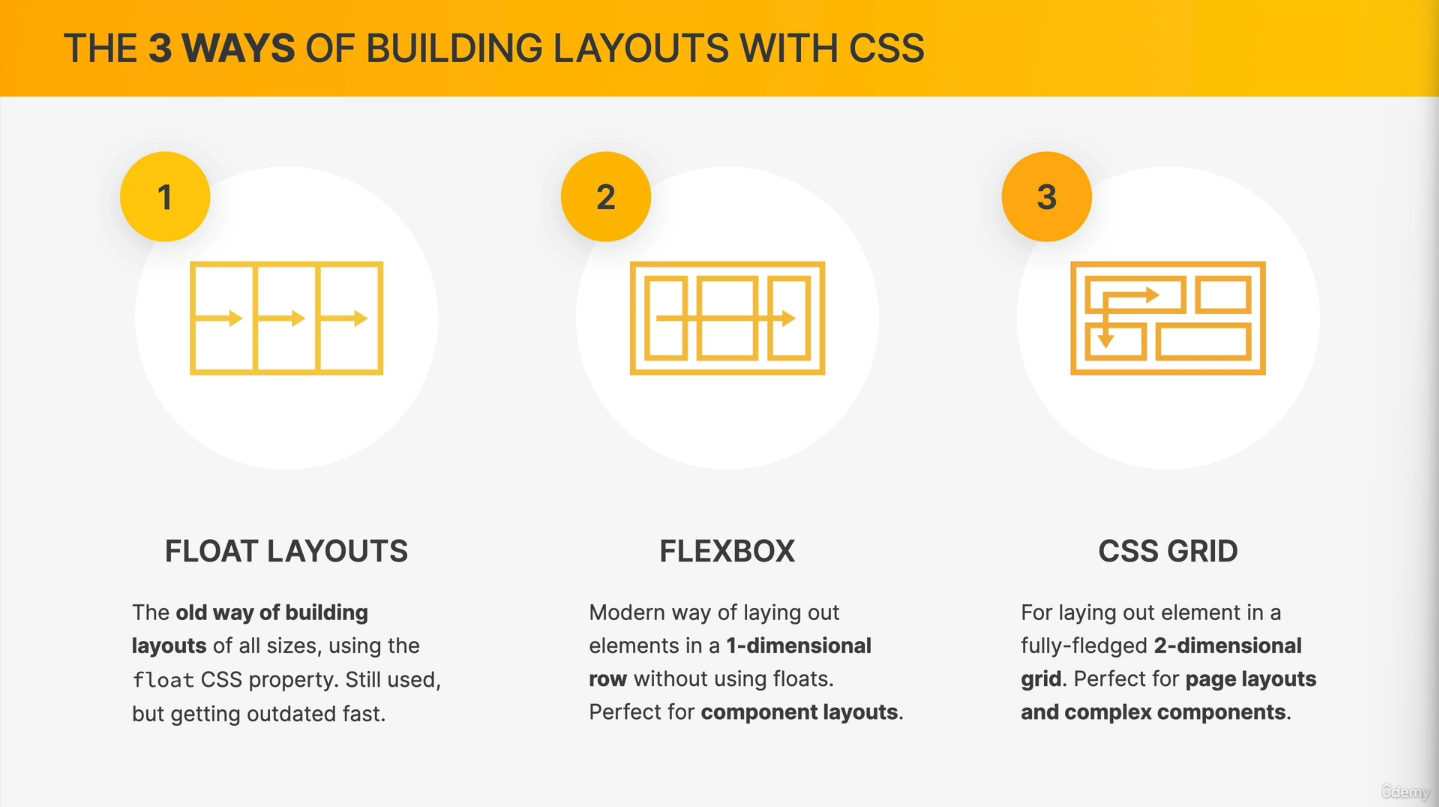 THE 3 WAYS OF BUILDING LAYOUTS WITH CSS
1
2
3
FLOAT LAYOUTS
The old way of building
layouts of all sizes, using the
float CSS property. Still used,
but getting outdated fast.
FLEXBOX
Modern way of laying out
elements in a 1-dimensional
row without using floats.
Perfect for component layouts.
CSS GRID
For laying out element in a
fully-fledged 2-dimensional
grid. Perfect for page layouts
and complex components.
ûdemy